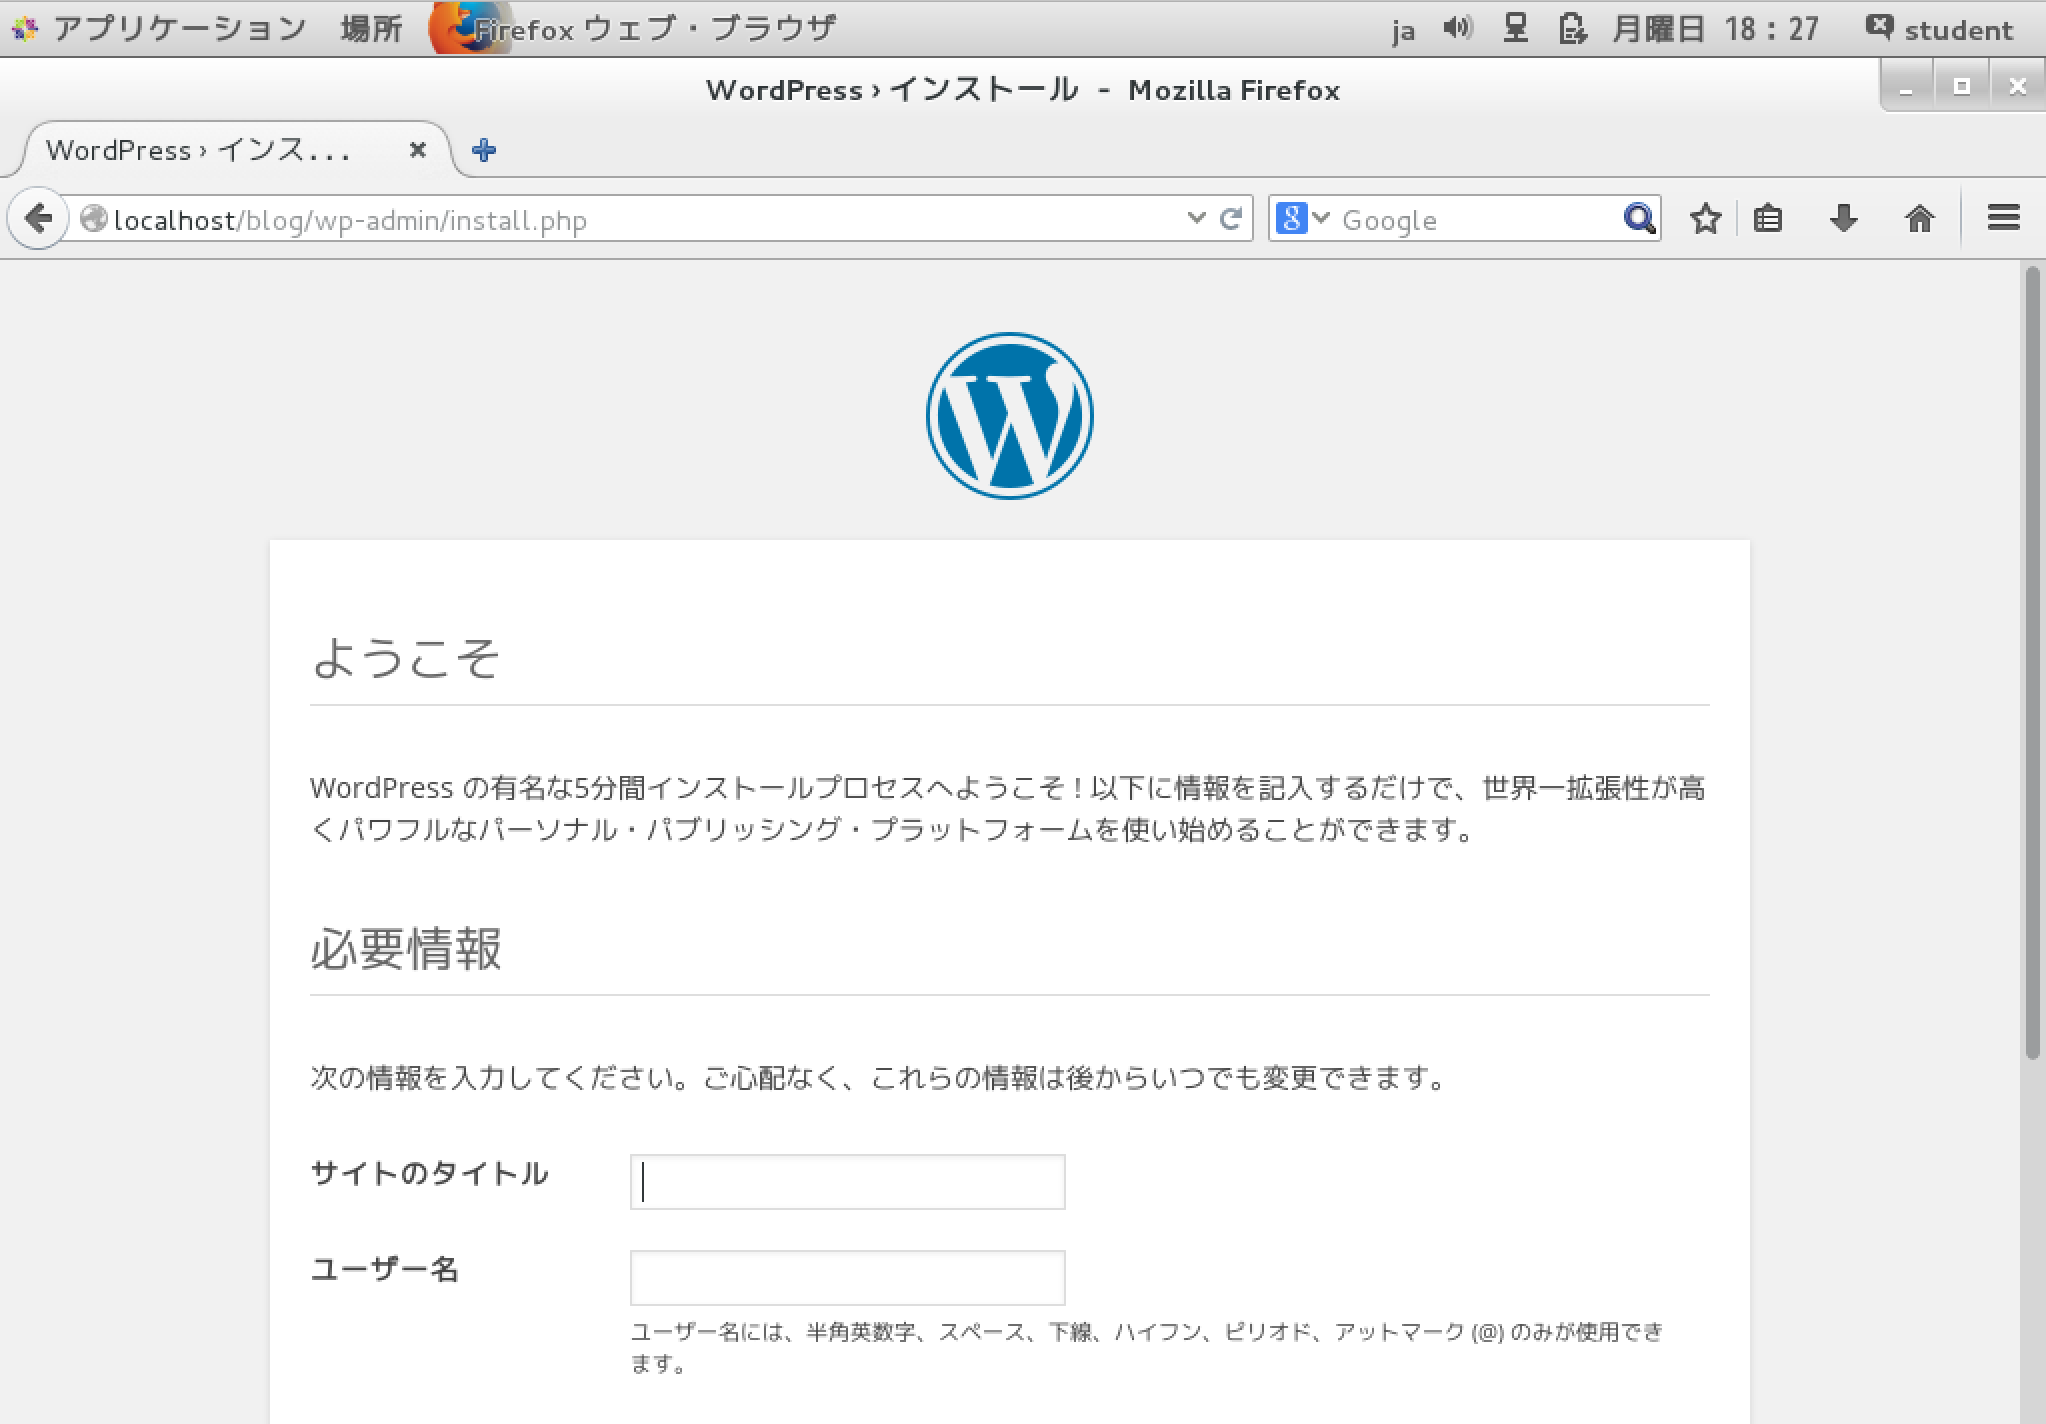 アプリケーション 場所 Firefox ウェブ・ブラウザ ja 月曜日 18：27 student
WordPress › インストール - Mozilla Firefox
WordPress › インス...
localhost/blog/wp-admin/install.php Google
ようこそ
WordPress の有名な5分間インストールプロセスへようこそ ! 以下に情報を記入するだけで、世界一拡張性が高
くパワフルなパーソナル・パブリッシング・プラットフォームを使い始めることができます。
必要情報
次の情報を入力してください。ご心配なく、これらの情報は後からいつでも変更できます。
サイトのタイトル
ユーザー名
ユーザー名には、半角英数字、スペース、下線、ハイフン、ピリオド、アットマーク (@) のみが使用でき
ます。